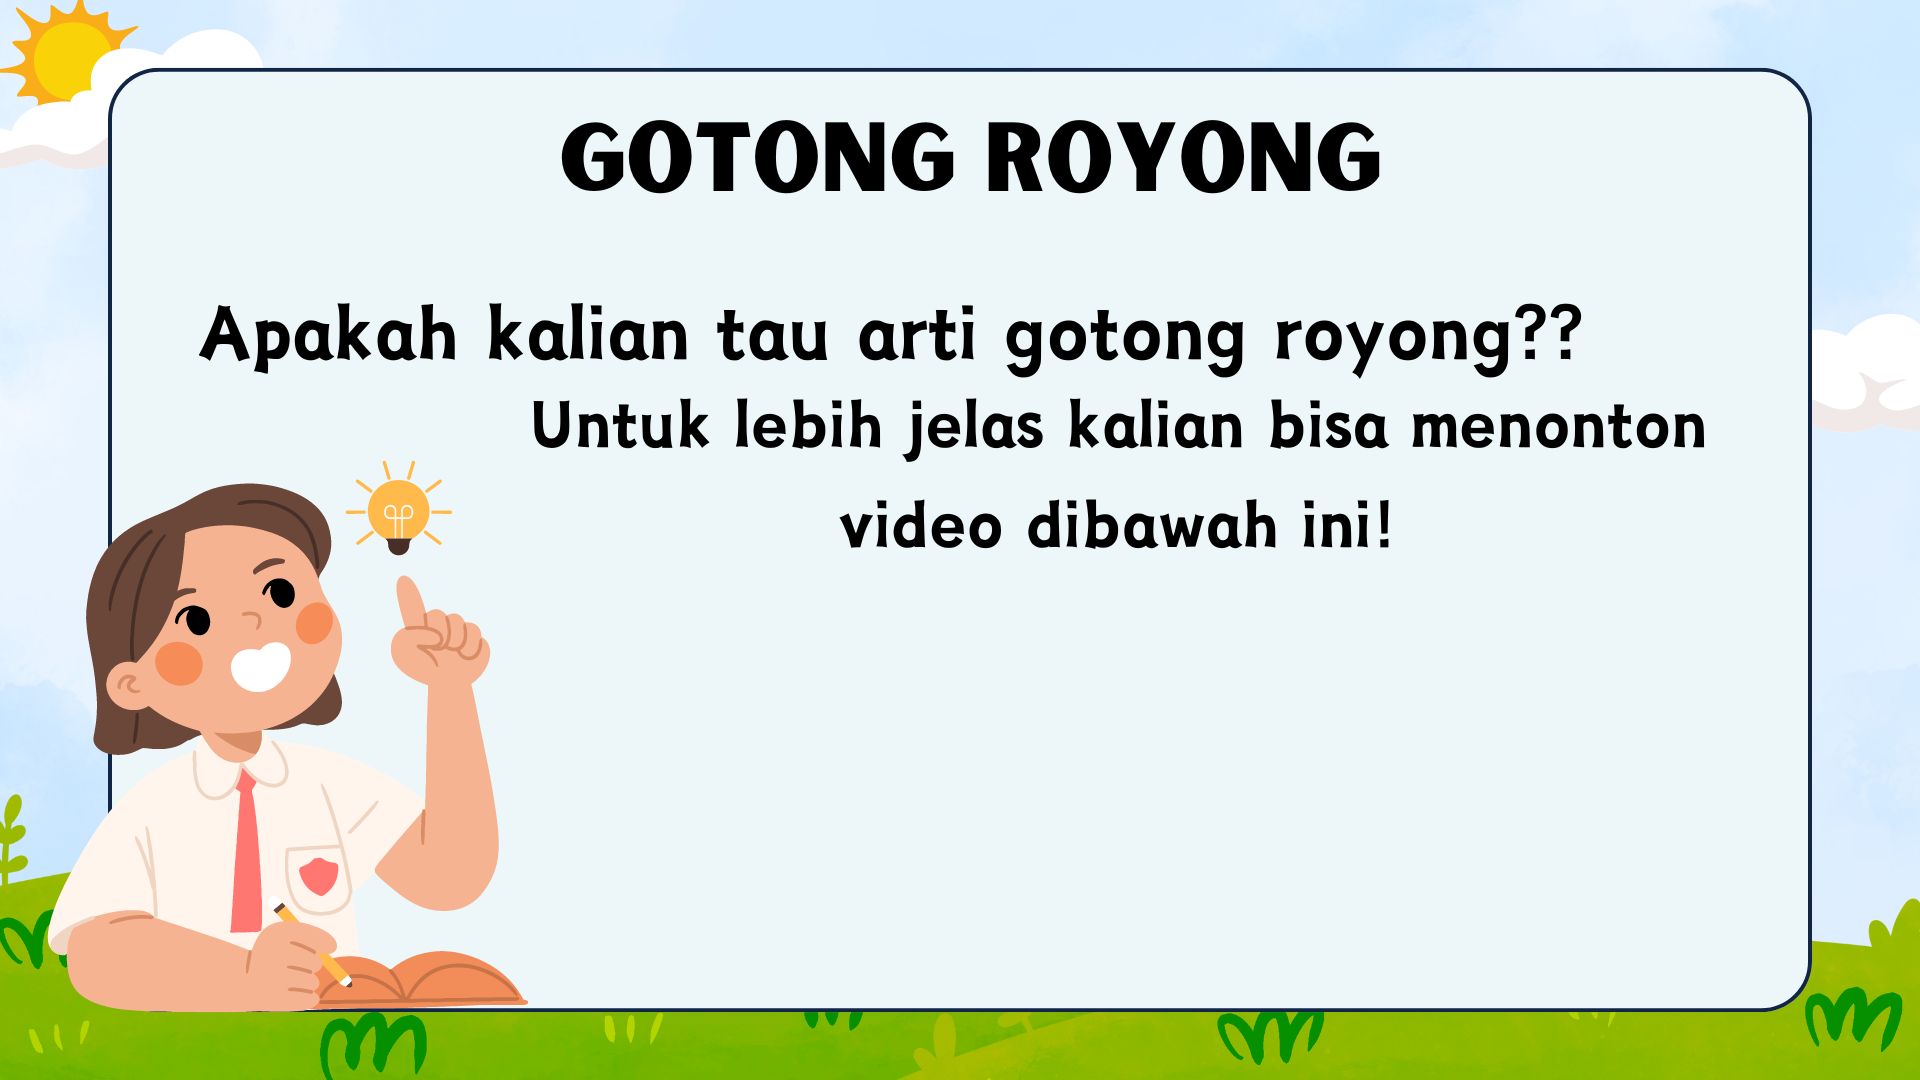 GOTONG ROYONG
Apakah kalian tau arti gotong royong??
Untuk lebih jelas kalian bisa menonton
video dibawah ini!